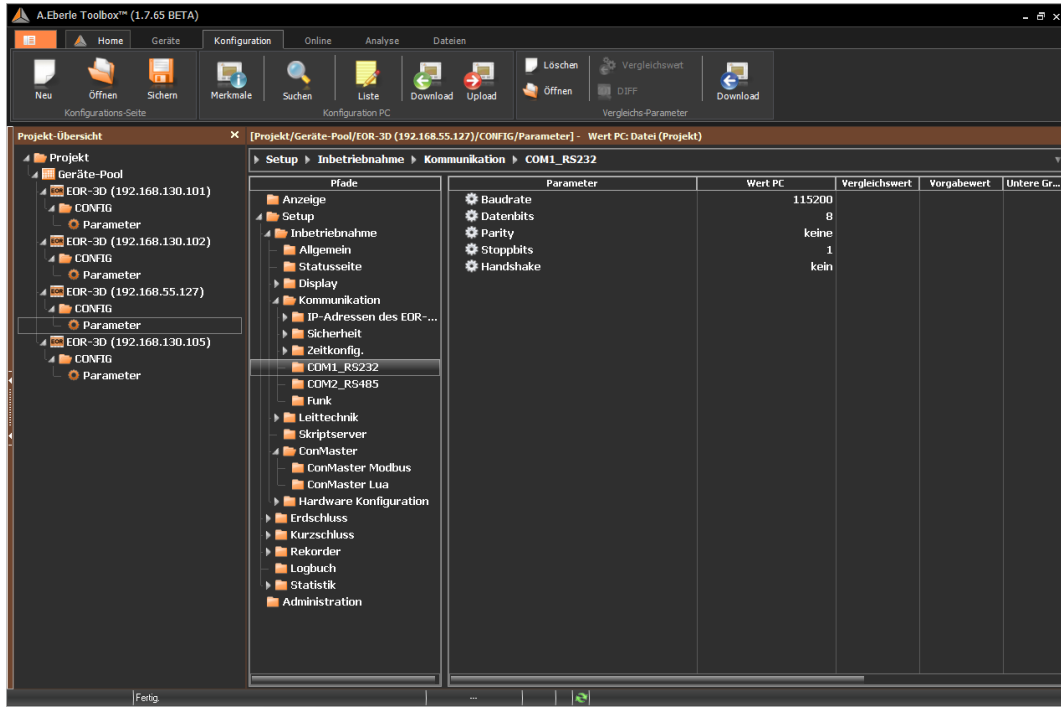 A.Eberle Toolbox™ (1.7.65 BETA)
Home Geräte Konfiguration Online Analyse Dateien
Neu Öffnen Sichern
Konfigurations-Seite
Merkmale Suchen Liste Download Upload
Konfiguration PC
Löschen Vergleichswert
Öffnen DIFF
Download
Vergleichs-Parameter
Projekt-Übersicht
Projekt
Geräte-Pool
EOR-3D (192.168.130.101)
CONFIG
Parameter
EOR-3D (192.168.130.102)
CONFIG
Parameter
EOR-3D (192.168.55.127)
CONFIG
Parameter
EOR-3D (192.168.130.105)
CONFIG
Parameter
[Projekt/Geräte-Pool/EOR-3D (192.168.55.127)/CONFIG/Parameter] - Wert PC: Datei (Projekt)
Setup Inbetriebnahme Kommunikation COM1_RS232
Pfade
Anzeige
Setup
Inbetriebnahme
Allgemein
Statusseite
Display
Kommunikation
IP-Adressen des EOR-...
Sicherheit
Zeitkonfig.
COM1_RS232
COM2_RS485
Funk
Leittechnik
Skriptserver
ConMaster
ConMaster Modbus
ConMaster Lua
Hardware Konfiguration
Erdschluss
Kurzschluss
Rekorder
Logbuch
Statistik
Administration
Parameter Wert PC Vergleichswert Vorgabewert Untere Gr...
Baudrate 115200
Datenbits 8
Parity keine
Stoppbits 1
Handshake kein
Fertig. ...